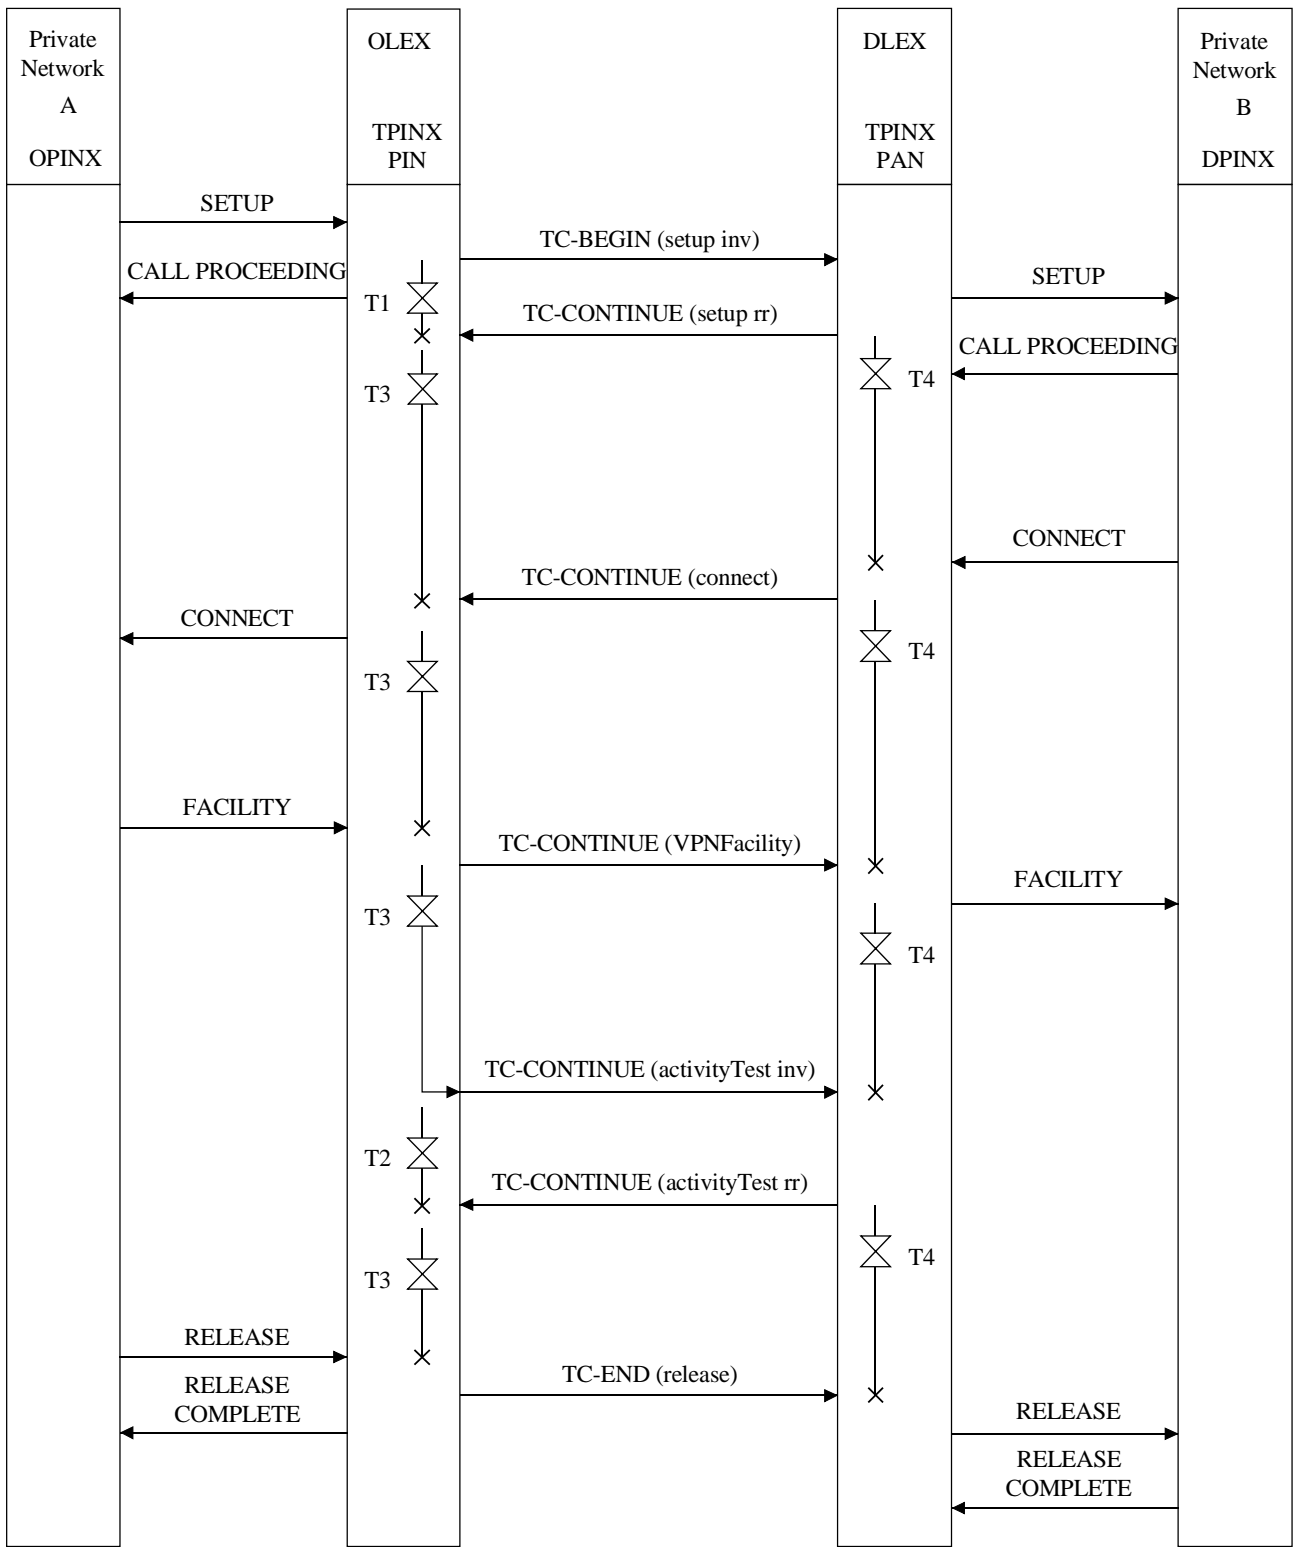 Private
Network
A
OPINX
OLEX
TPINX
PIN
DLEX
TPINX
PAN
Private
Network
B
DPINX
SETUP
TC-BEGIN (setup inv)
CALL PROCEEDING
T1
SETUP
TC-CONTINUE (setup rr)
CALL PROCEEDING
T3
T4
CONNECT
TC-CONTINUE (connect)
CONNECT
T3
T4
FACILITY
TC-CONTINUE (VPNFacility)
FACILITY
T3
T4
TC-CONTINUE (activityTest inv)
T2
TC-CONTINUE (activityTest rr)
T3
T4
RELEASE
TC-END (release)
RELEASE
COMPLETE
RELEASE
RELEASE
COMPLETE